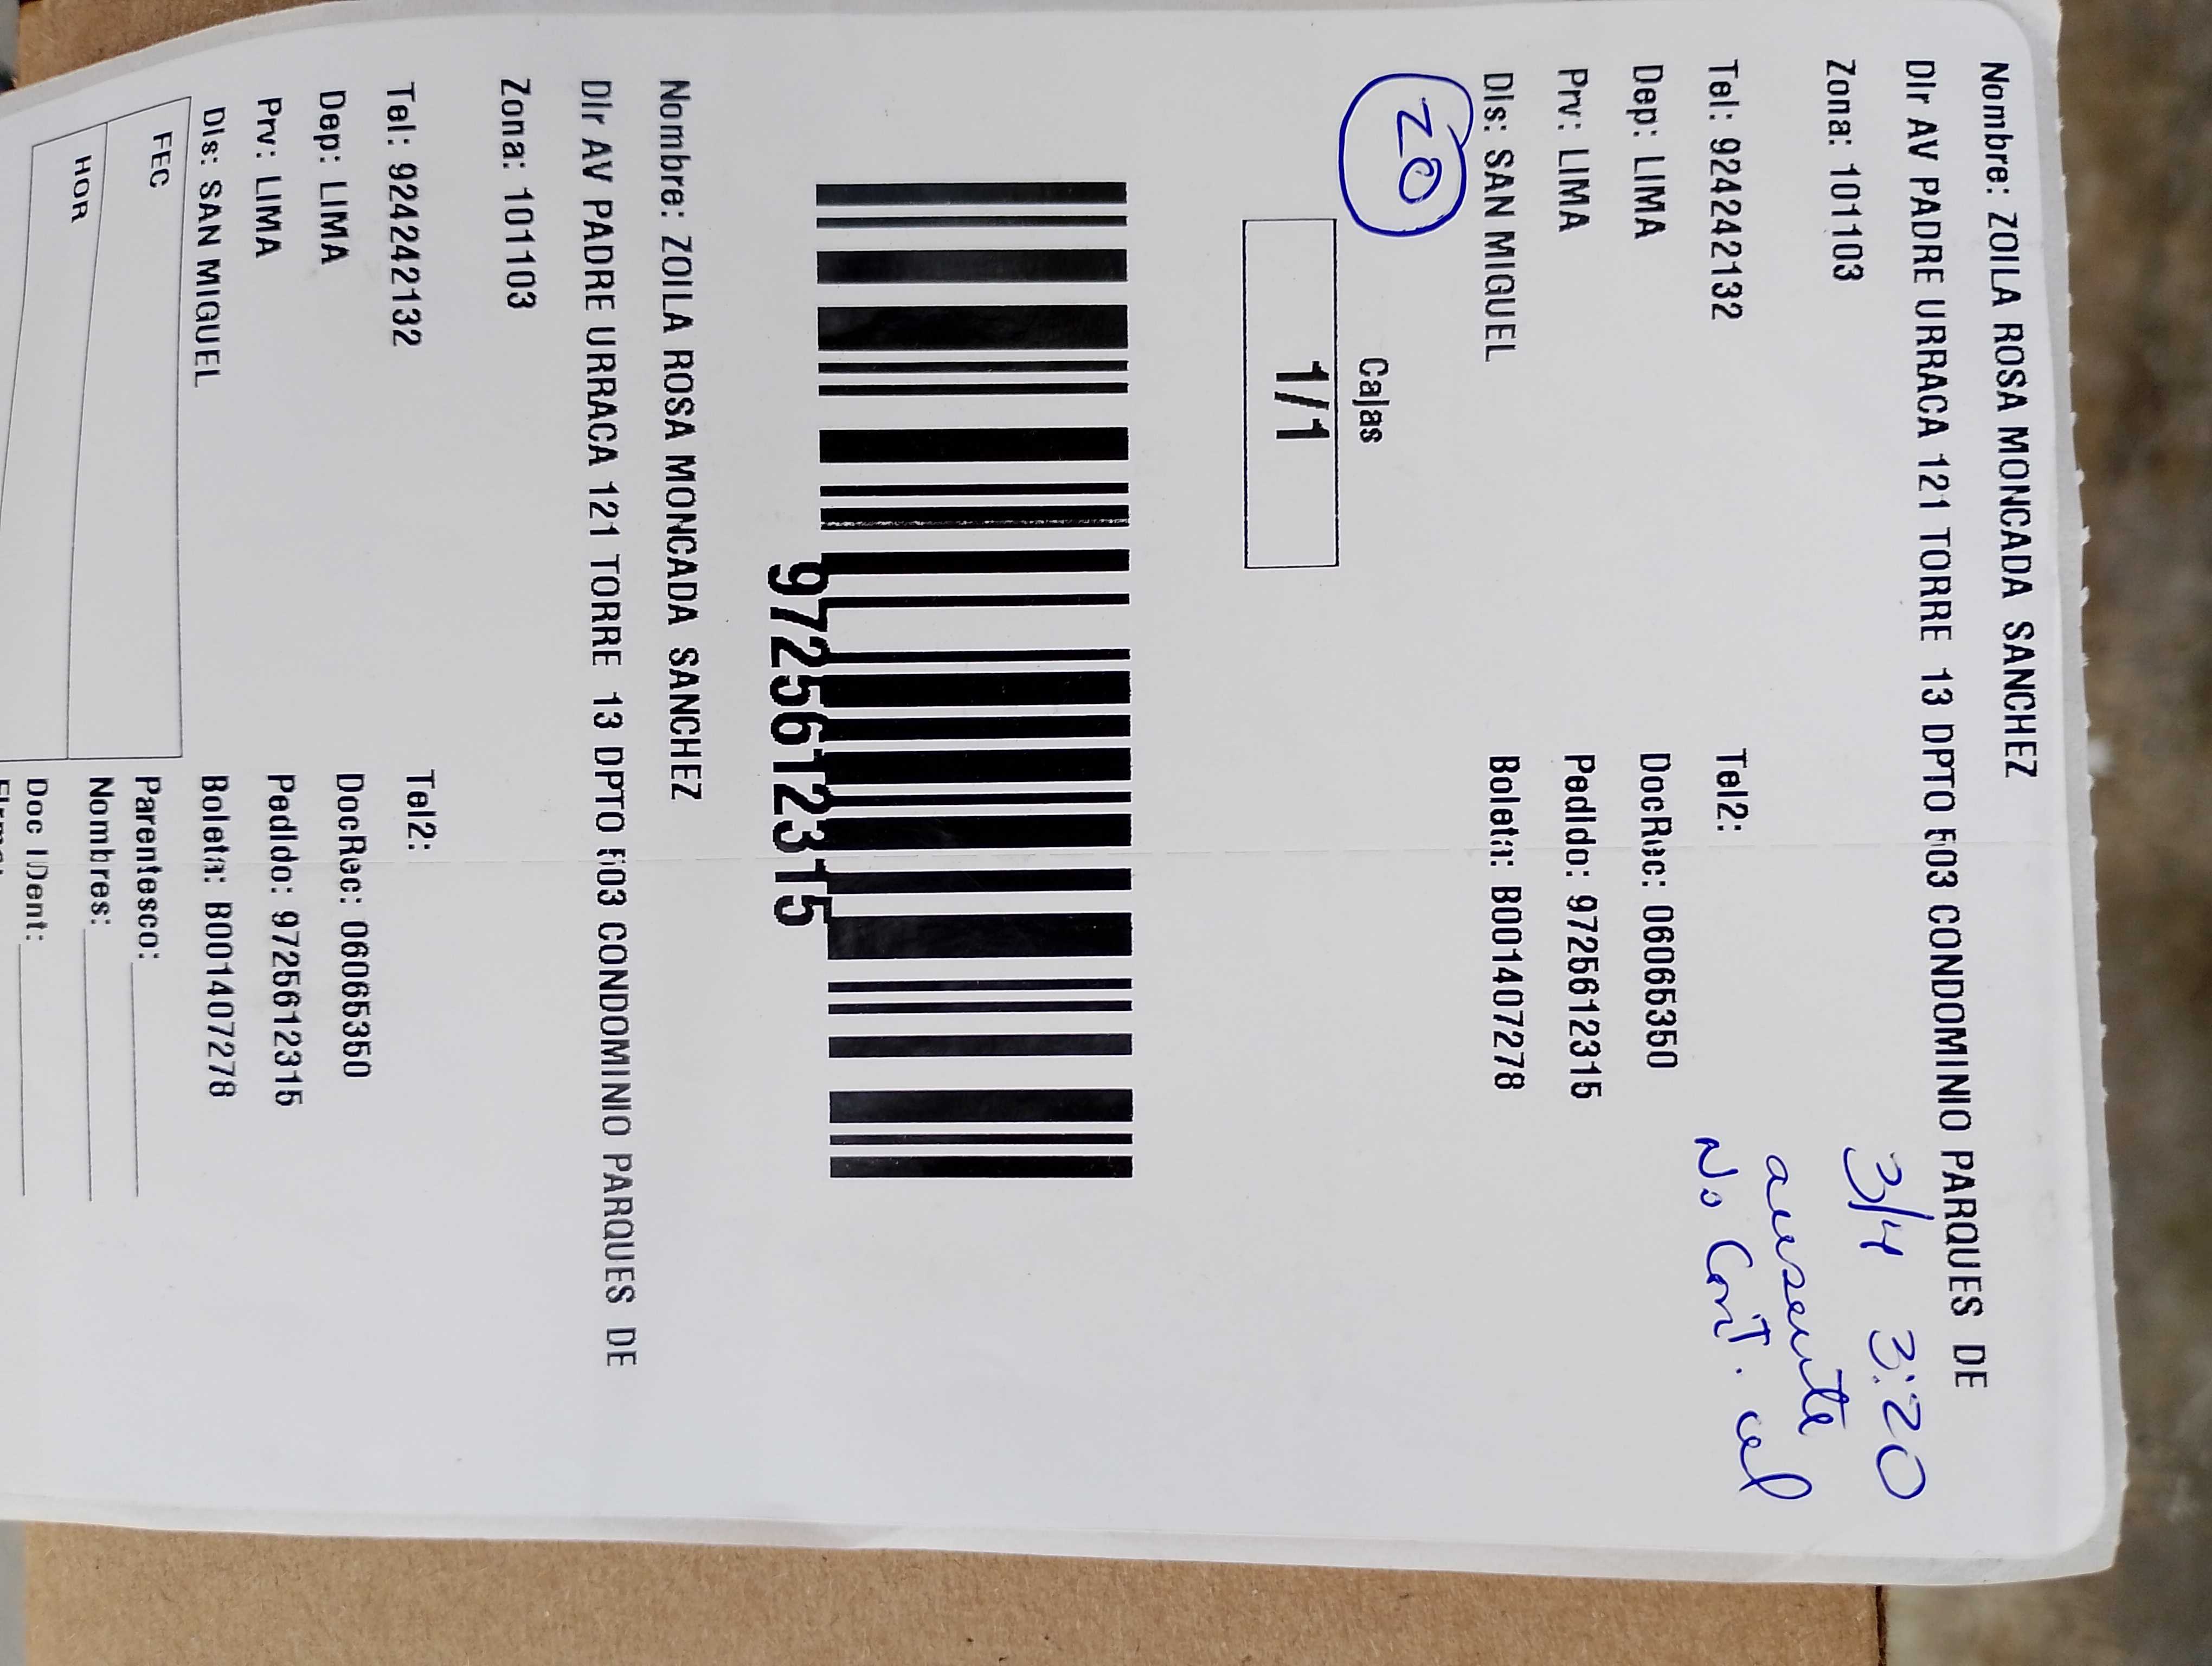 Nombre: ZOILA ROSA MONCADA SANCHEZ
Dir AV PADRE URRACA 121 TORRE 13 DPTO 503 CONDOMINIO PARQUES DE
3/4 3:20
Zona: 101103
ausente
Tel: 924242132 Tel2:
No Cont. cel
Dep: LIMA DocRec: 06065350
Prv: LIMA Pedido: 9725612315
Dis: SAN MIGUEL Boleta: B001407278
ZO
Cajas
1/1
9725612315
Nombre: ZOILA ROSA MONCADA SANCHEZ
Dir AV PADRE URRACA 121 TORRE 13 DPTO 503 CONDOMINIO PARQUES DE
Zona: 101103
Tel: 924242132 Tel2:
Dep: LIMA DocRec: 06065350
Prv: LIMA Pedido: 9725612315
Dis: SAN MIGUEL Boleta: B001407278
FEC Parentesco:
HOR Nombres:
Doc IDent: